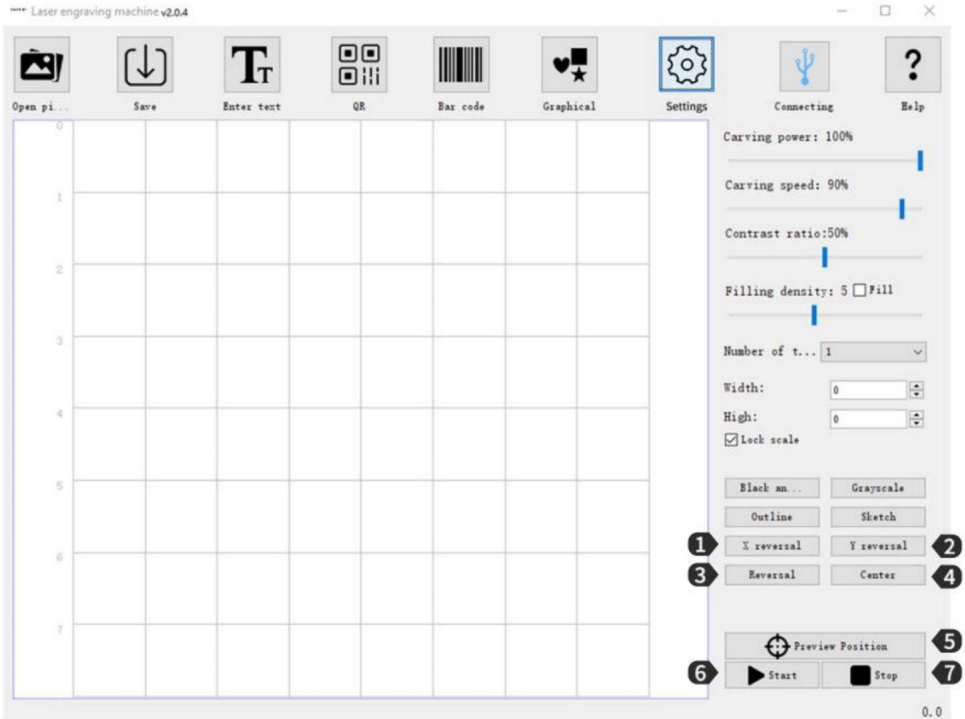 Laser engraving machine v2.0.4
Open pi...
Save
Enter text
QR
Bar code
Graphical
Settings
Connecting
Help
0
1
2
3
4
5
6
7
Carving power: 100%
Carving speed: 90%
Contrast ratio:50%
Filling density: 5 Fill
Number of t... 1
Width: 0
High: 0
Lock scale
Black an... Grayscale
Outline Sketch
1 X reversal Y reversal 2
3 Reversal Center 4
Preview Position 5
6 Start Stop 7
0.0